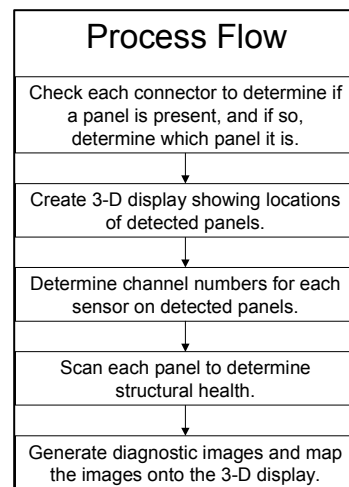 Process Flow
Check each connector to determine if
a panel is present, and if so,
determine which panel it is.
Create 3-D display showing locations
of detected panels.
Determine channel numbers for each
sensor on detected panels.
Scan each panel to determine
structural health.
Generate diagnostic images and map
the images onto the 3-D display.